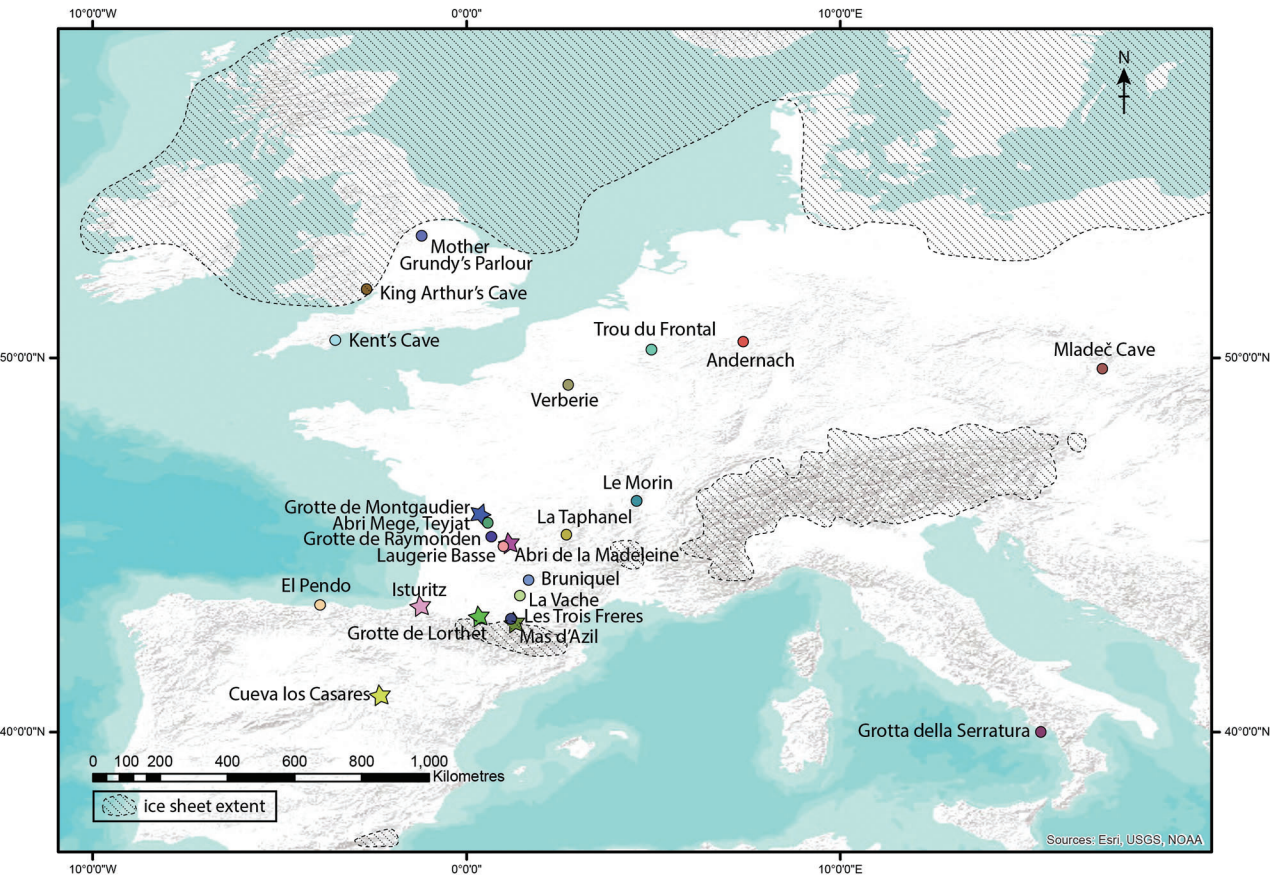 10°0'0"W
0°0'0"
10°0'0"E
N
Mother
Grundy's Parlour
King Arthur's Cave
Kent's Cave
Trou du Frontal
Andernach
Mladeč Cave
50°0'0"N
50°0'0"N
Verberie
Le Morin
Grotte de Montgaudier
La Taphanel
Abri Mege, Teyjat
Grotte de Raymonden
Laugerie Basse
Abri de la Madeleine
Bruniquel
El Pendo
Isturitz
La Vache
Les Trois Freres
Grotte de Lorthet
Mas d'Azil
Cueva los Casares
Grotta della Serratura
40°0'0"N
40°0'0"N
0 100 200 400 600 800 1,000
Kilometres
ice sheet extent
Sources: Esri, USGS, NOAA
10°0'0"W
0°0'0"
10°0'0"E